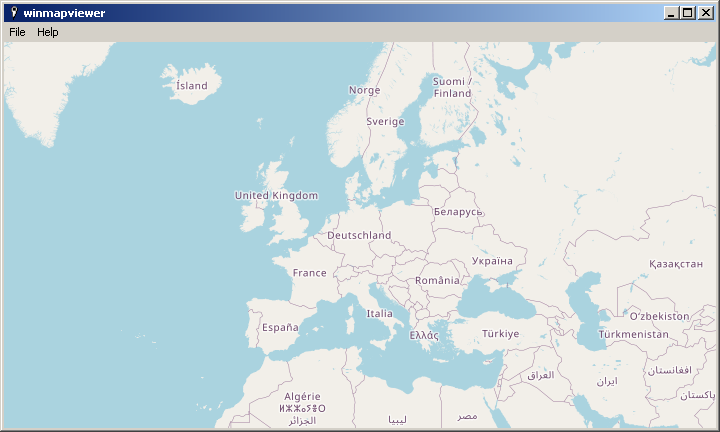 winmapviewer
File Help
Ísland
Norge
Suomi /
Finland
Sverige
United Kingdom
Беларусь
Deutschland
Україна
France
Қазақстан
România
Italia
Oʻzbekiston
España
Ελλάς
Türkiye
Türkmenistan
العراق
ایران
افغانستان
پاکستان
Algérie
ⵍⵣⵣⴰⵢⴻⵔ
الجزائر
ليبيا
مصر